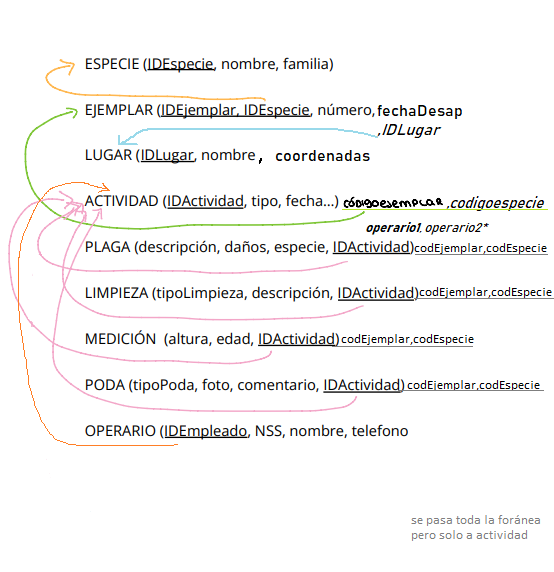 ESPECIE (IDEspecie, nombre, familia)
EJEMPLAR (IDEjemplar, IDEspecie, número, fechaDesap
,IDLugar
LUGAR (IDLugar, nombre, coordenadas
ACTIVIDAD (IDActividad, tipo, fecha...) códigoejemplar, codigoespecie
operario1, operario2*
PLAGA (descripción, daños, especie, IDActividad)codEjemplar,codEspecie
LIMPIEZA (tipoLimpieza, descripción, IDActividad)codEjemplar,codEspecie
MEDICIÓN (altura, edad, IDActividad)codEjemplar,codEspecie
PODA (tipoPoda, foto, comentario, IDActividad)codEjemplar,codEspecie
OPERARIO (IDEmpleado, NSS, nombre, telefono
se pasa toda la foránea
pero solo a actividad